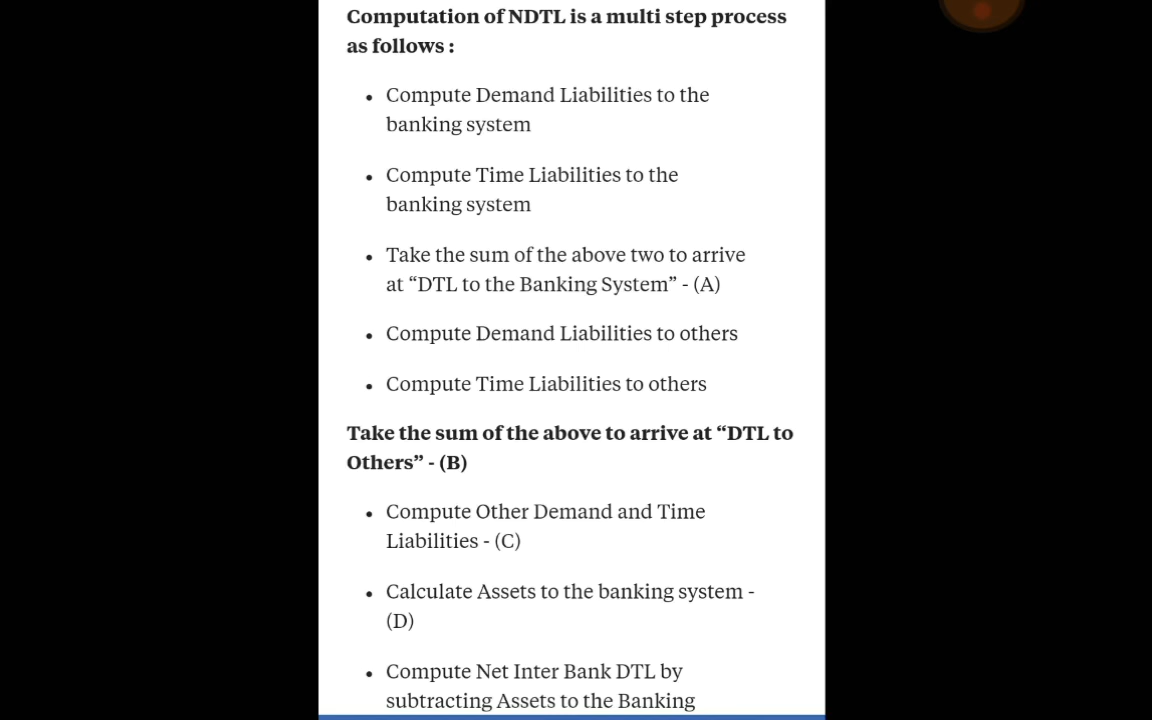 Computation of NDTL is a multi step process
as follows :
• Compute Demand Liabilities to the
banking system
• Compute Time Liabilities to the
banking system
• Take the sum of the above two to arrive
at “DTL to the Banking System” - (A)
• Compute Demand Liabilities to others
• Compute Time Liabilities to others
Take the sum of the above to arrive at “DTL to
Others” - (B)
• Compute Other Demand and Time
Liabilities - (C)
• Calculate Assets to the banking system -
(D)
• Compute Net Inter Bank DTL by
subtracting Assets to the Banking